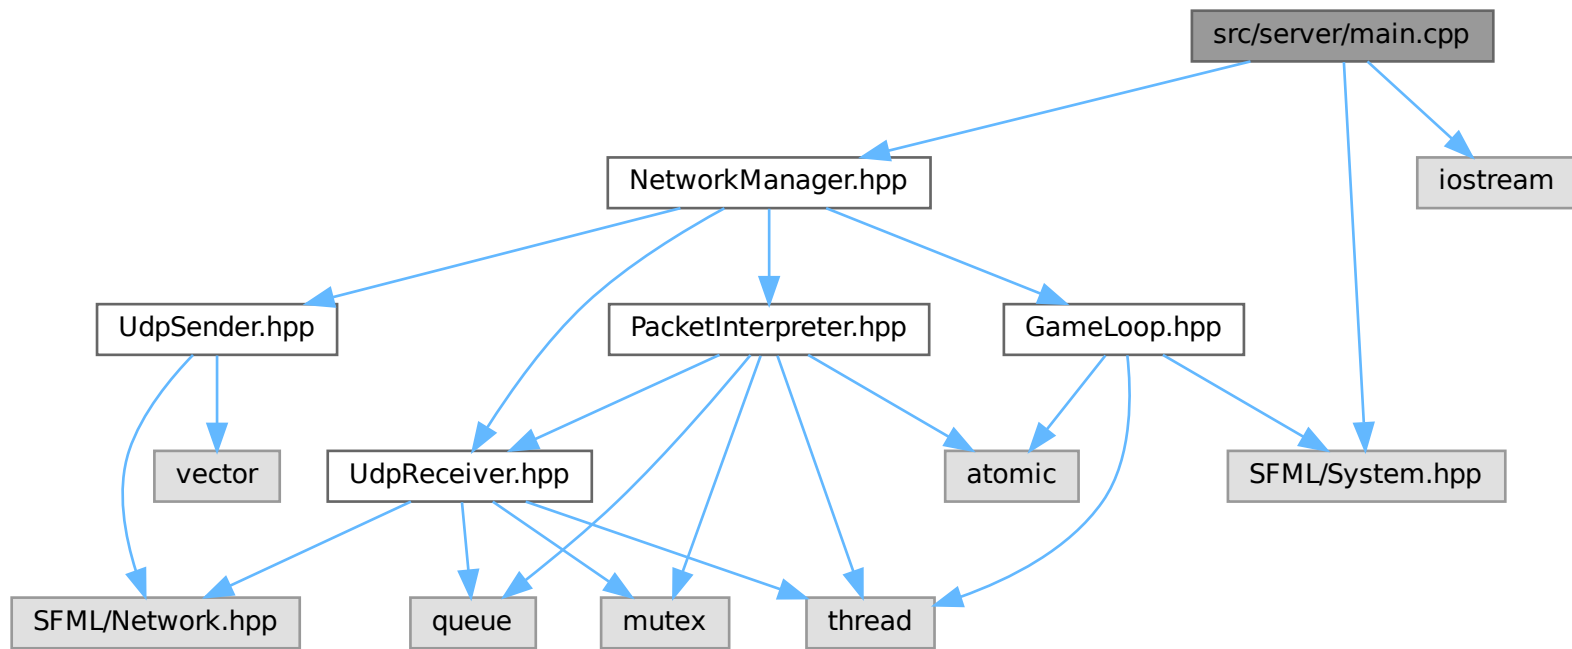 src/server/main.cpp
NetworkManager.hpp
iostream
UdpSender.hpp
PacketInterpreter.hpp
GameLoop.hpp
vector
UdpReceiver.hpp
atomic
SFML/System.hpp
SFML/Network.hpp
queue
mutex
thread